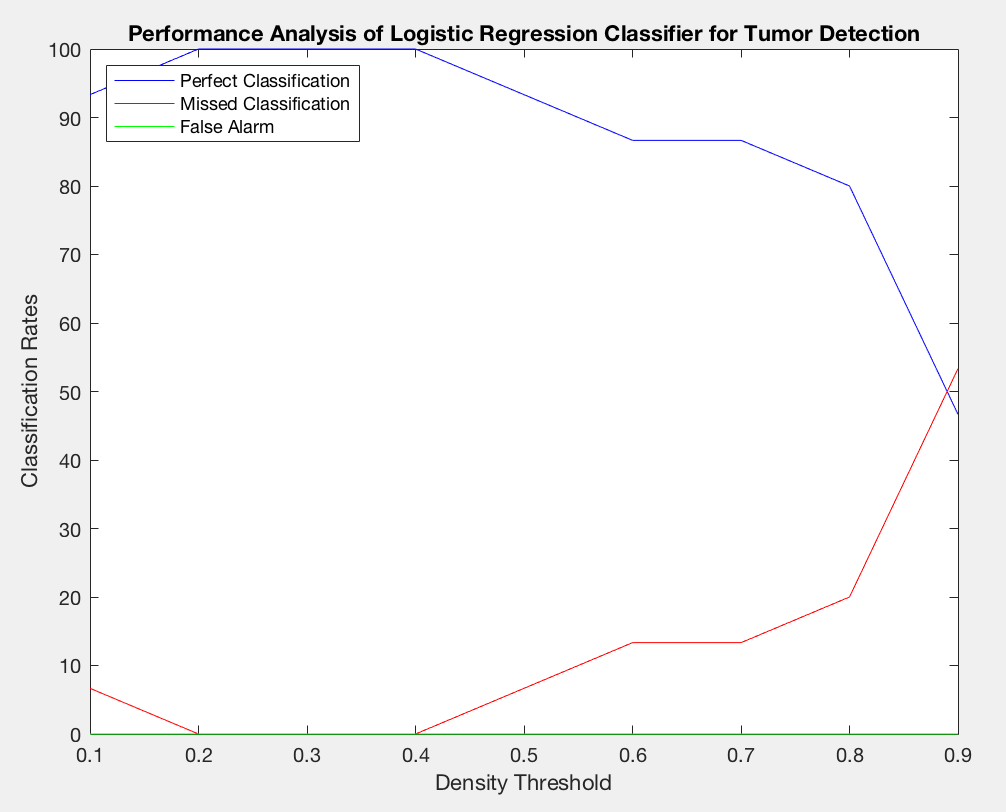 Performance Analysis of Logistic Regression Classifier for Tumor Detection
100
90
80
70
60
50
40
30
20
10
0
Perfect Classification
Missed Classification
False Alarm
Classification Rates
0.1 0.2 0.3 0.4 0.5 0.6 0.7 0.8 0.9
Density Threshold